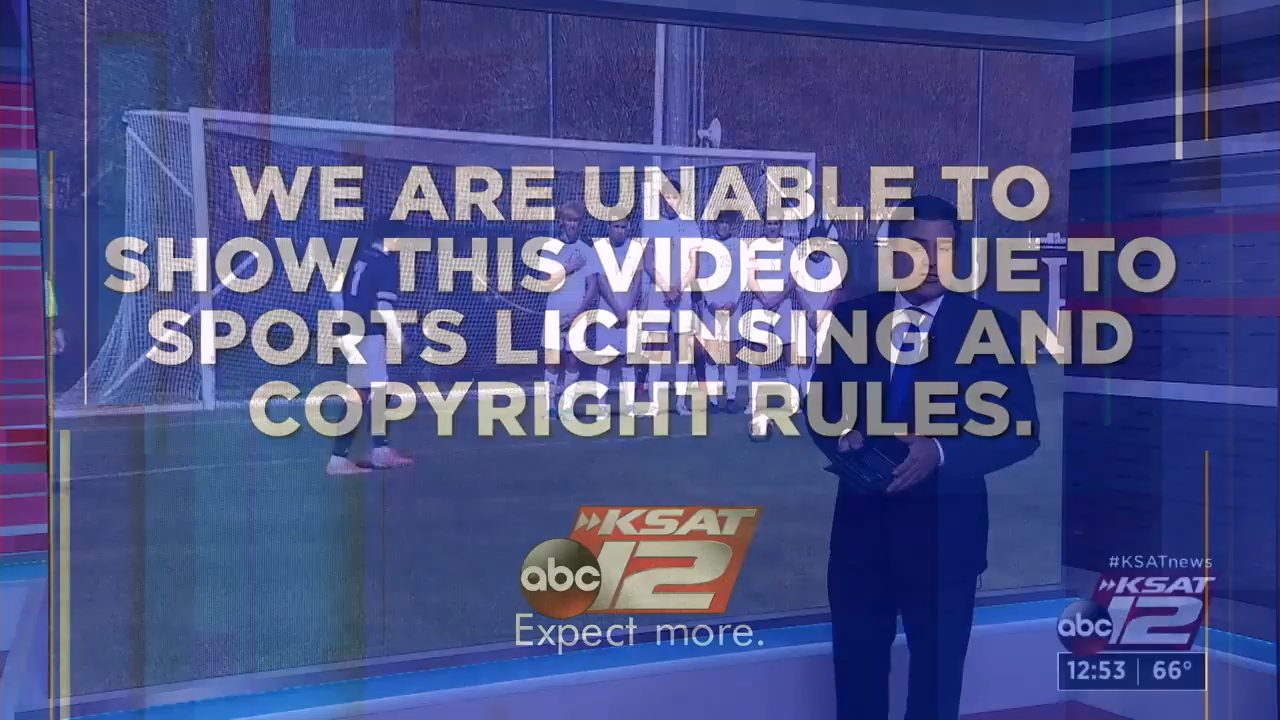 WE ARE UNABLE TO
SHOW THIS VIDEO DUE TO
SPORTS LICENSING AND
COPYRIGHT RULES.
KSAT
abc 12
Expect more.
#KSATnews
KSAT
abc 12
12:53 66°